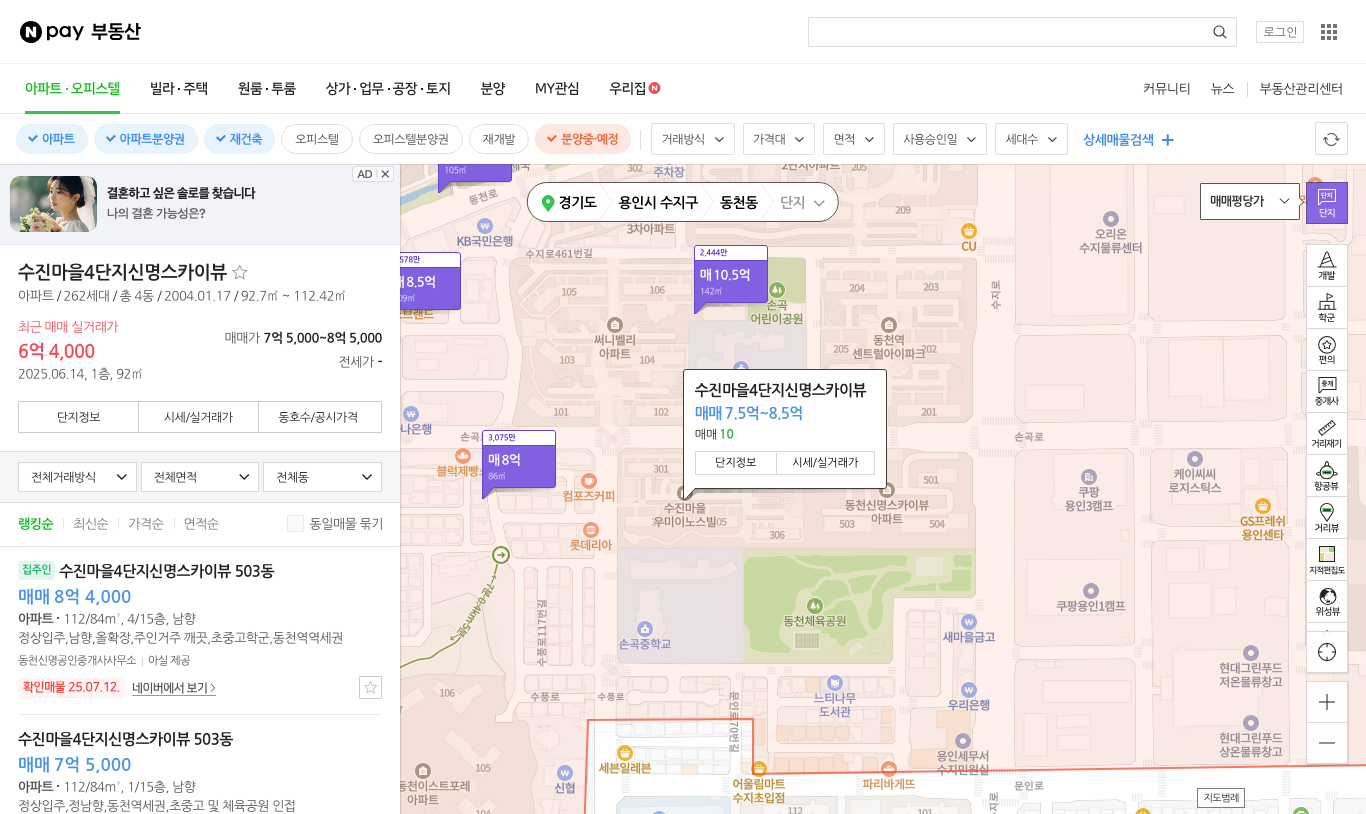 N pay 부동산
로그인
아파트·오피스텔
빌라·주택
원룸·투룸
상가·업무·공장·토지
분양
MY관심
우리집 N
커뮤니티
뉴스
부동산관리센터
아파트
아파트분양권
재건축
오피스텔
오피스텔분양권
재개발
분양중·예정
거래방식
가격대
면적
사용승인일
세대수
상세매물검색
AD
결혼하고 싶은 솔로를 찾습니다
나의 결혼 가능성은?
수진마을4단지신명스카이뷰
아파트 / 262세대 / 총 4동 / 2004.01.17 / 92.7㎡ ~ 112.42㎡
최근 매매 실거래가
6억 4,000
2025.06.14, 1층, 92㎡
매매가 7억 5,000~8억 5,000
전세가 -
단지정보
시세/실거래가
동호수/공시가격
전체거래방식
전체면적
전체동
랭킹순
최신순
가격순
면적순
동일매물 묶기
집주인 수진마을4단지신명스카이뷰 503동
매매 8억 4,000
아파트 · 112/84㎡, 4/15층, 남향
정상입주,남향,올확장,주인거주 깨끗,초중고학군,동천역역세권
동천신명공인중개사사무소 | 아실 제공
확인매물 25.07.12.
네이버에서 보기
수진마을4단지신명스카이뷰 503동
매매 7억 5,000
아파트 · 112/84㎡, 1/15층, 남향
정상입주,정남향,동천역세권,초중고 및 체육공원 인접
경기도
용인시 수지구
동천동
단지
매매평당가
단지
단지
개발
학군
편의
중개
중개사
거리재기
항공뷰
거리뷰
지적편집도
위성뷰
지도범례
105㎡
302
주차장
205
동천로
209
3차아파트
KB국민은행
수지로461번길
CU
오리온
수지물류센터
578만
8.5억
2,444만
매 10.5억
142㎡
105
106
손곡
어린이공원
204
203
수지로
써니벨리
아파트
103
104
동천역
센트럴아이파크
205
202
101
102
201
손곡로
수진마을4단지신명스카이뷰
매매 7.5억~8.5억
매매 10
단지정보
시세/실거래가
3,075만
매 8억
86㎡
301
컴포즈커피
롯데리아
수진마을
우미이노스빌
306
501
동천신명스카이뷰
아파트
503
504
쿠팡
용인3캠프
케이씨씨
로지스틱스
GS프레쉬
용인센타
손곡중학교
동천체육공원
쿠팡용인1캠프
새마을금고
수풍로117번길
수풍로
수풍로
문인로70번길
느티나무
도서관
우리은행
현대그린푸드
저온물류창고
현대그린푸드
상온물류창고
용인세무서
수지민원실
106
105
동천이스트포레
아파트
신협
세븐일레븐
어울림마트
수지초입점
파리바게뜨
문인로
수지로
112
101